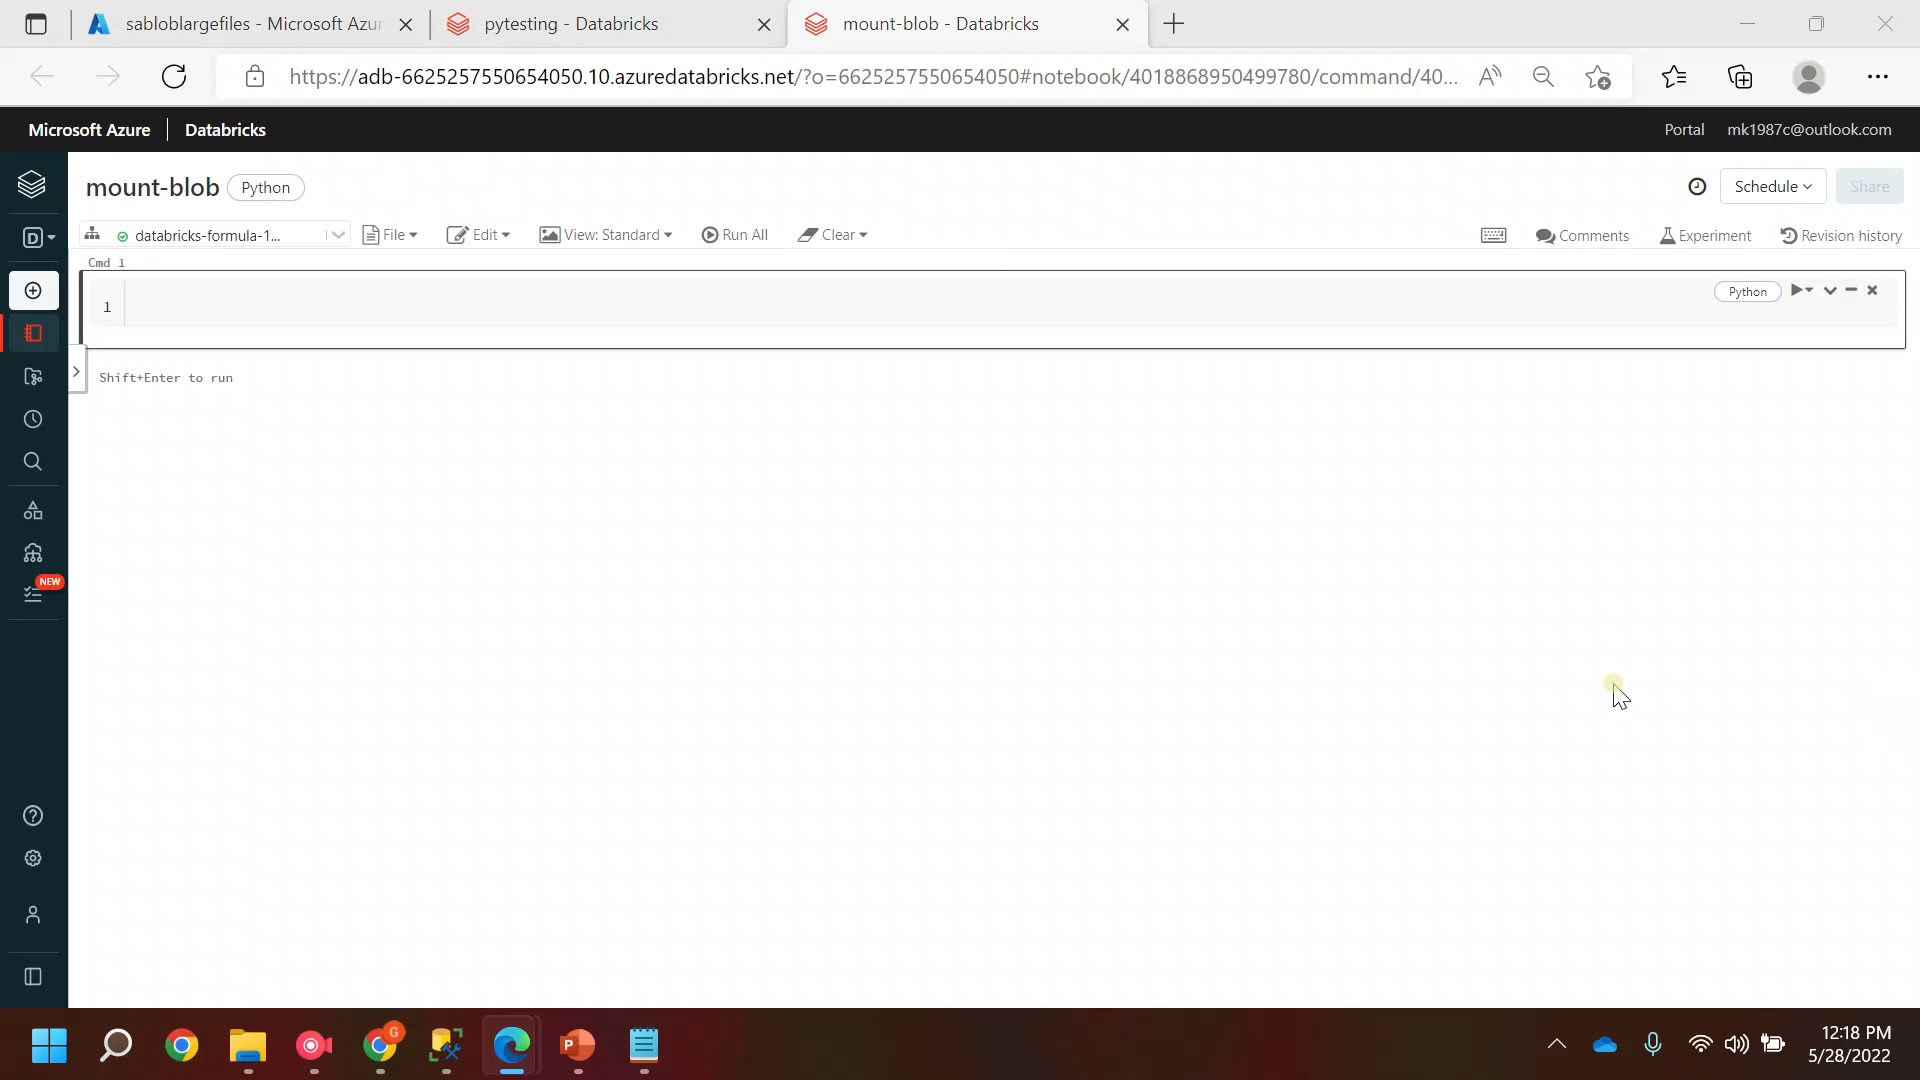 sabloblargefiles - Microsoft Azur
pytesting - Databricks
mount-blob - Databricks
https://adb-6625257550654050.10.azuredatabricks.net/?o=6625257550654050#notebook/4018868950499780/command/40...
Microsoft Azure
Databricks
Portal
mk1987c@outlook.com
mount-blob
Python
Schedule
Share
databricks-formula-1...
File
Edit
View: Standard
Run All
Clear
Comments
Experiment
Revision history
Cmd 1
1
Python
Shift+Enter to run
D
NEW
G
P
12:18 PM
5/28/2022